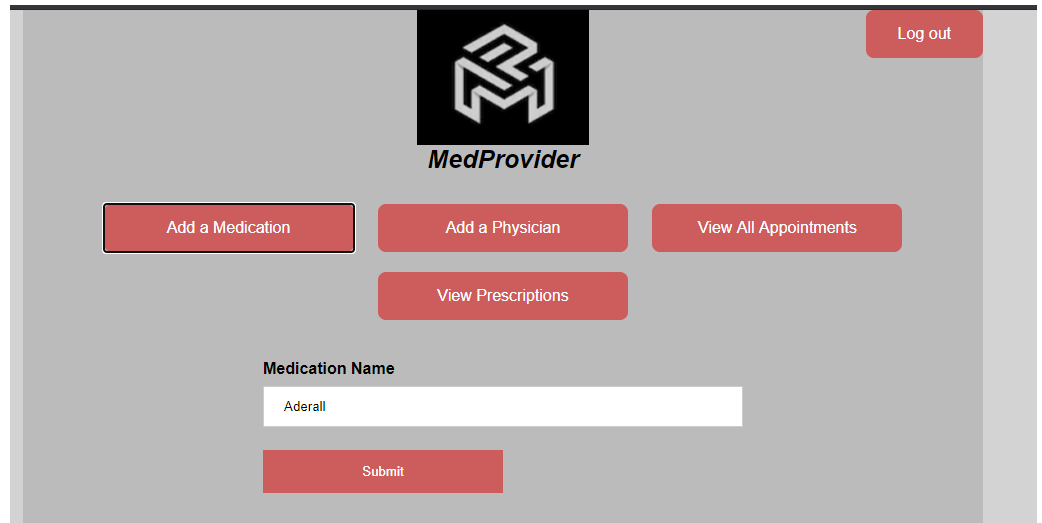 Log out
MedProvider
Add a Medication
Add a Physician
View All Appointments
View Prescriptions
Medication Name
Aderall
Submit